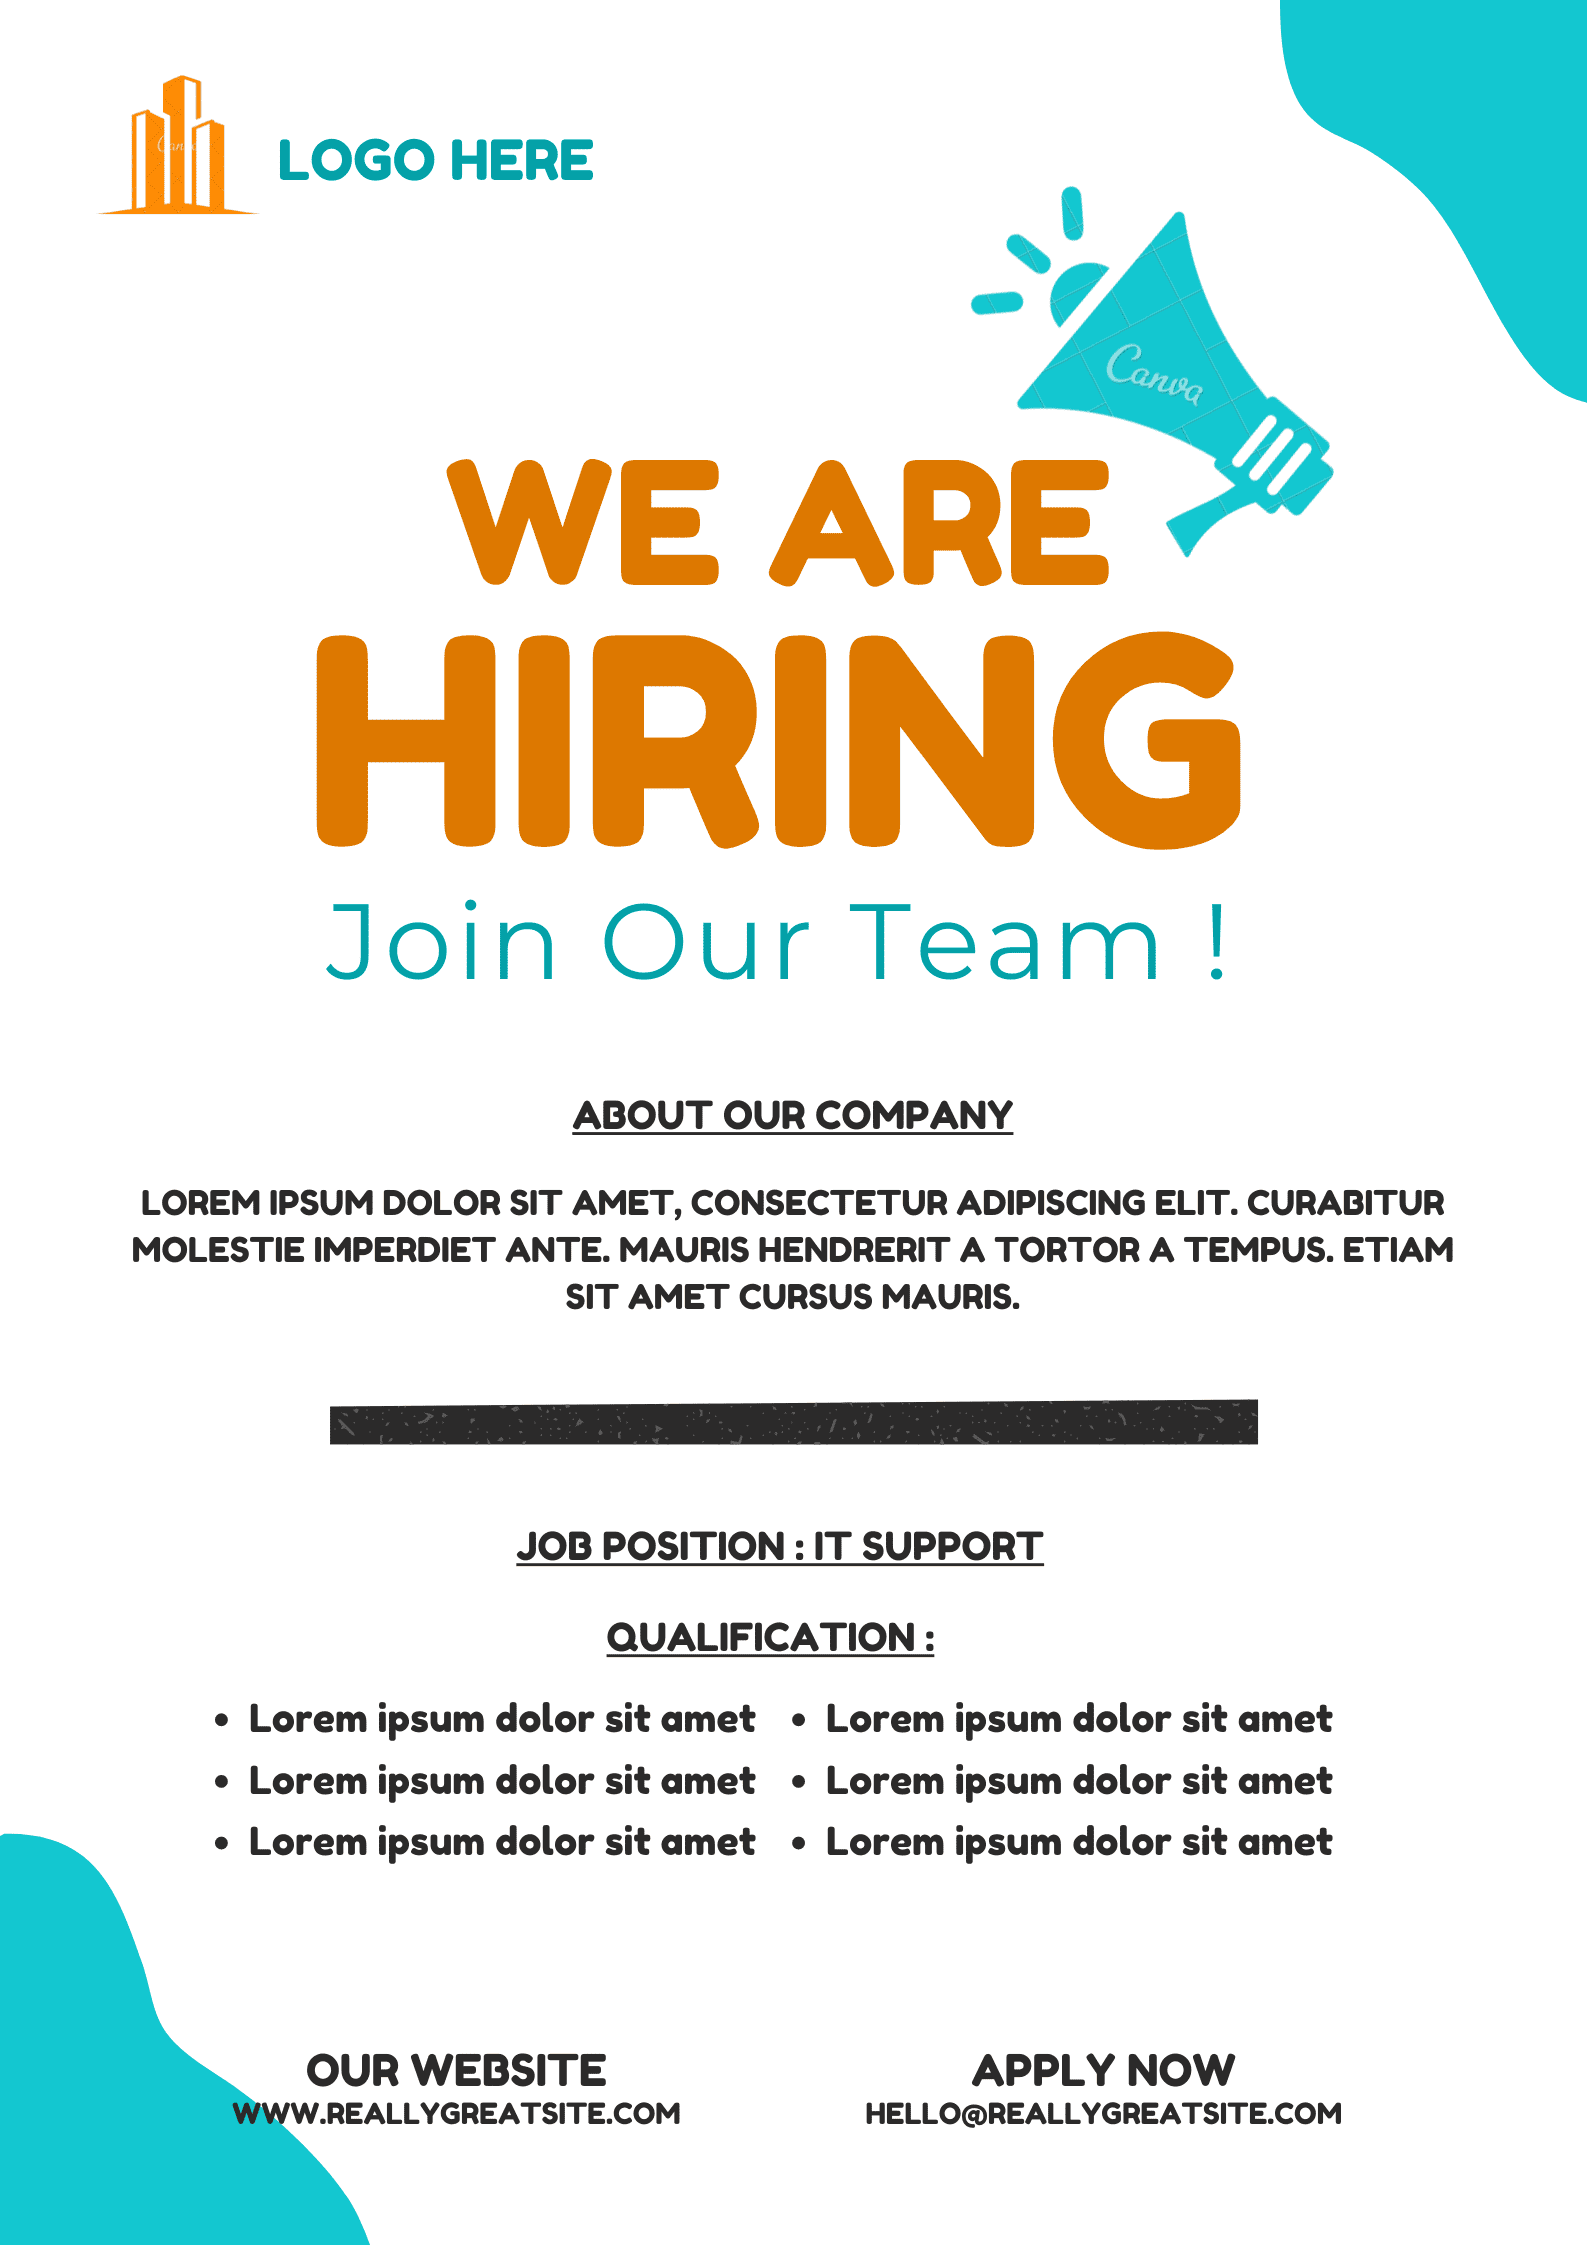 LOGO HERE
Canva
WE ARE
HIRING
Join Our Team !
ABOUT OUR COMPANY
LOREM IPSUM DOLOR SIT AMET, CONSECTETUR ADIPISCING ELIT. CURABITUR
MOLESTIE IMPERDIET ANTE. MAURIS HENDRERIT A TORTOR A TEMPUS. ETIAM
SIT AMET CURSUS MAURIS.
JOB POSITION : IT SUPPORT
QUALIFICATION :
• Lorem ipsum dolor sit amet
• Lorem ipsum dolor sit amet
• Lorem ipsum dolor sit amet
• Lorem ipsum dolor sit amet
• Lorem ipsum dolor sit amet
• Lorem ipsum dolor sit amet
OUR WEBSITE
WWW.REALLYGREATSITE.COM
APPLY NOW
HELLO@REALLYGREATSITE.COM